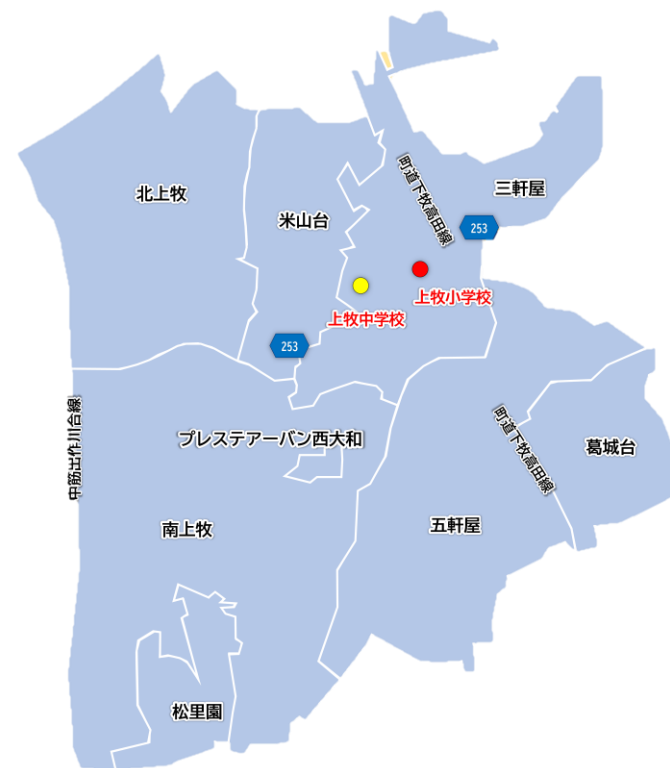 町道下牧高田線
三軒屋
北上牧
米山台
253
上牧小学校
上牧中学校
253
中筋出作川合線
プレステアーバン西大和
町道下牧高田線
葛城台
南上牧
五軒屋
松里園